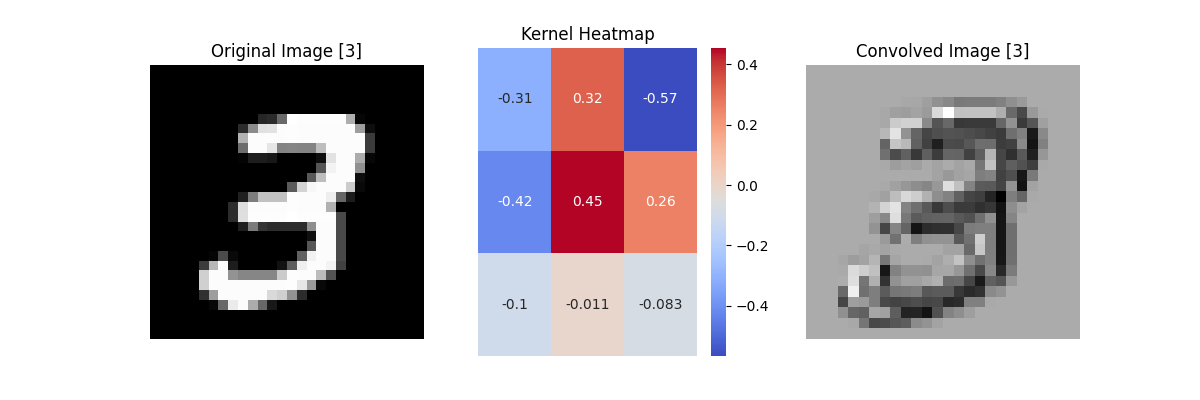 Original Image [3]
Kernel Heatmap
Convolved Image [3]
-0.31 0.32 -0.57
-0.42 0.45 0.26
-0.1 -0.011 -0.083
0.4
0.2
0.0
−0.2
−0.4
3